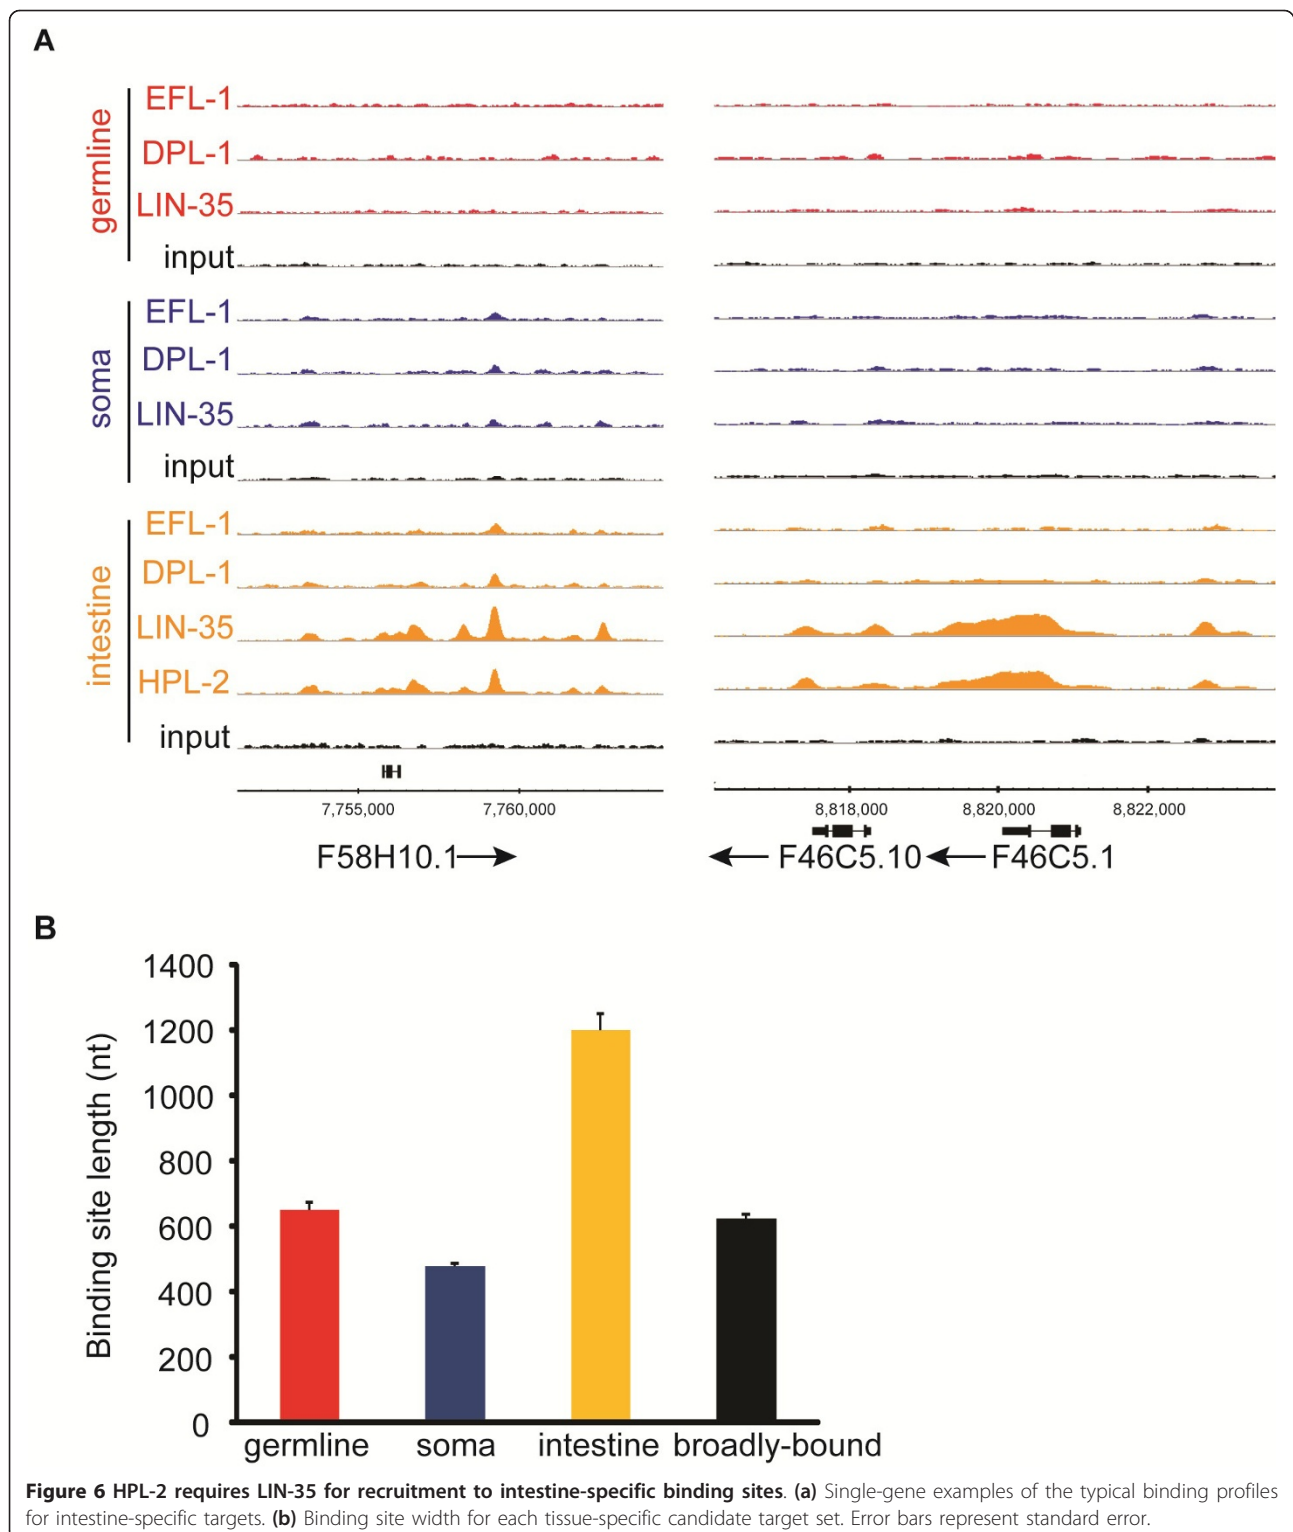 A
germline
EFL-1
DPL-1
LIN-35
input
soma
EFL-1
DPL-1
LIN-35
input
intestine
EFL-1
DPL-1
LIN-35
HPL-2
input
7,755,000 7,760,000 8,818,000 8,820,000 8,822,000
F58H10.1 F46C5.10 F46C5.1
B
Binding site length (nt)
1400
1200
1000
800
600
400
200
0
germline soma intestine broadly-bound
Figure 6 HPL-2 requires LIN-35 for recruitment to intestine-specific binding sites. (a) Single-gene examples of the typical binding profiles
for intestine-specific targets. (b) Binding site width for each tissue-specific candidate target set. Error bars represent standard error.